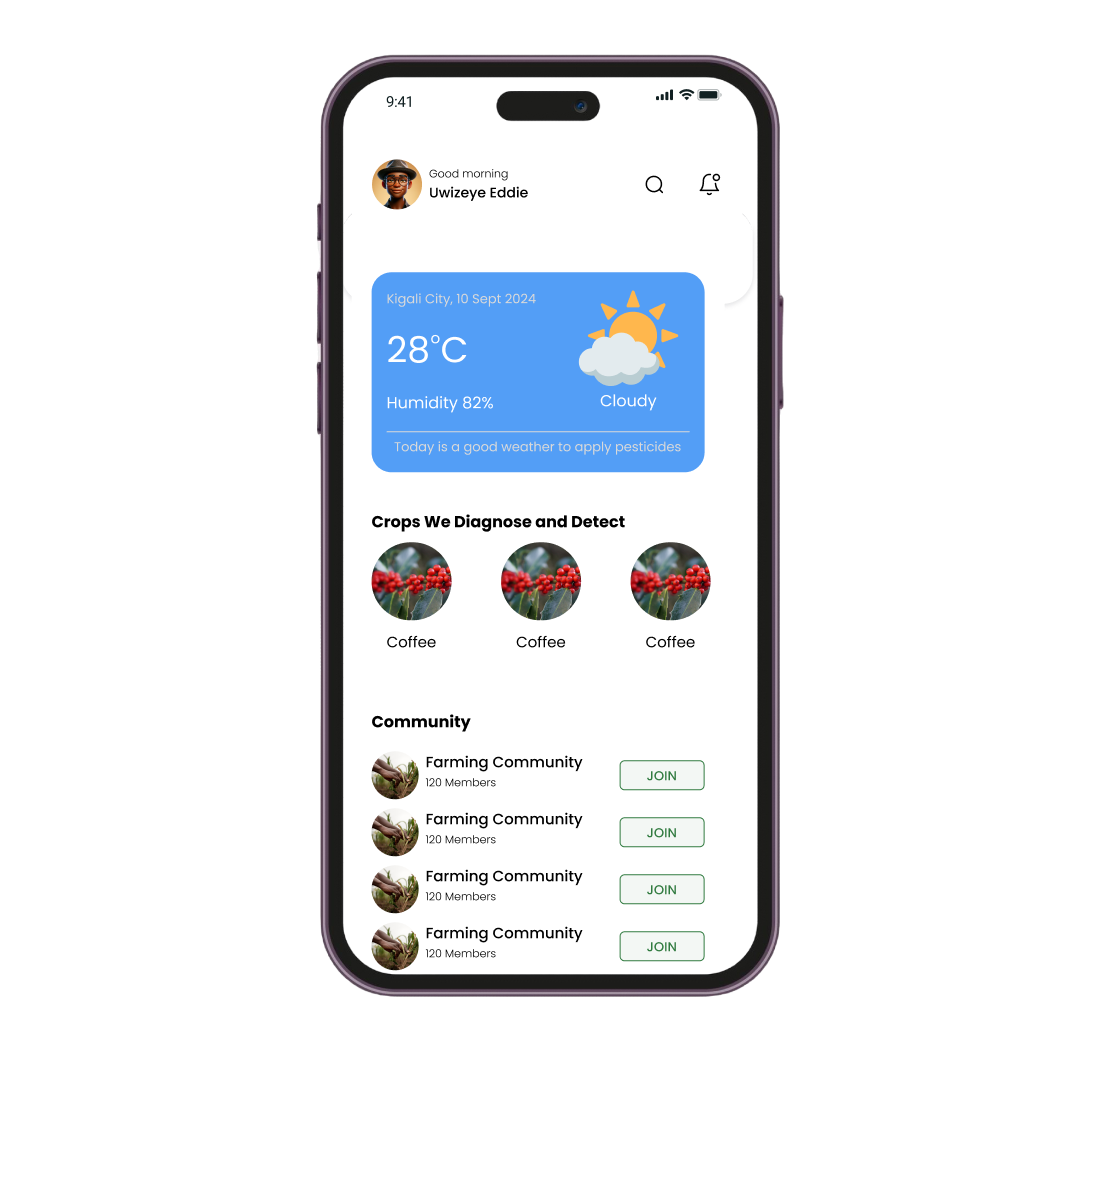 9:41
Good morning
Uwizeye Eddie
Kigali City, 10 Sept 2024
28°C
Humidity 82%
Cloudy
Today is a good weather to apply pesticides
Crops We Diagnose and Detect
Coffee Coffee Coffee
Community
Farming Community
120 Members
JOIN
Farming Community
120 Members
JOIN
Farming Community
120 Members
JOIN
Farming Community
120 Members
JOIN